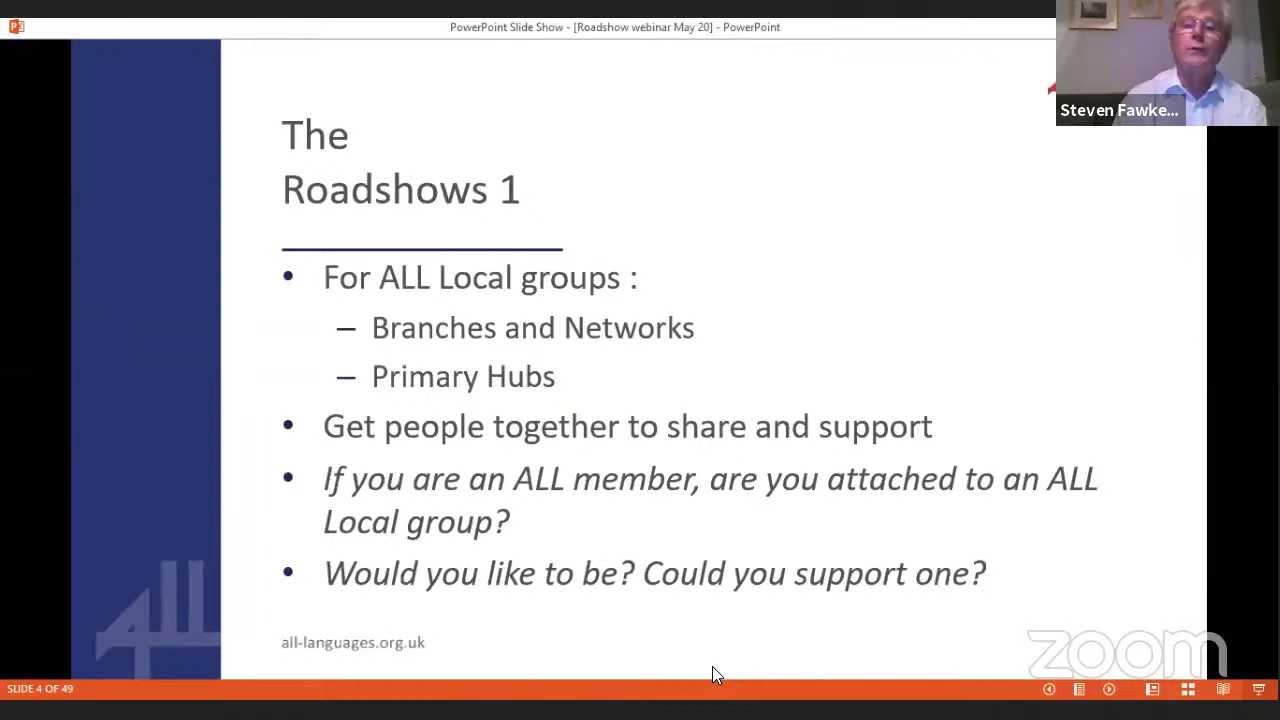 PowerPoint Slide Show - [Roadshow webinar May 20] - PowerPoint
Steven Fawke...
The
Roadshows 1
• For ALL Local groups :
– Branches and Networks
– Primary Hubs
• Get people together to share and support
• If you are an ALL member, are you attached to an ALL
Local group?
• Would you like to be? Could you support one?
all-languages.org.uk
zoom
SLIDE 4 OF 49